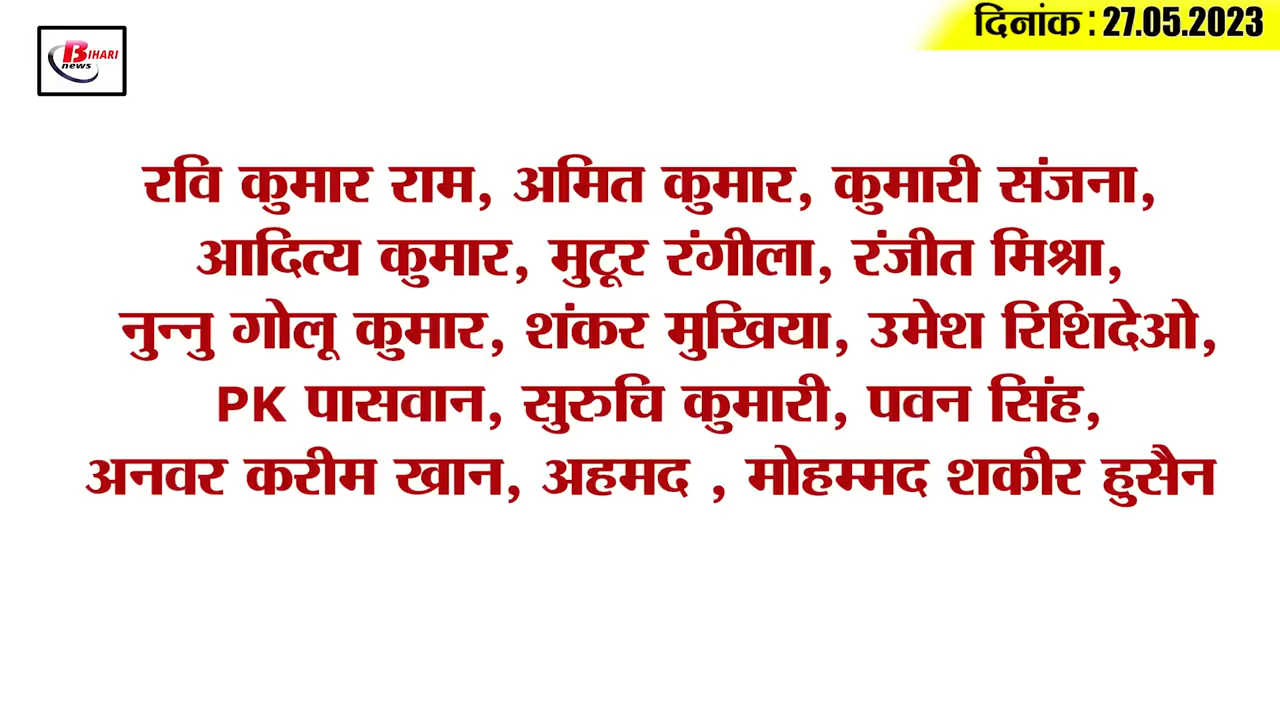 दिनांक : 27.05.2023
BIHARI
news
रवि कुमार राम, अमित कुमार, कुमारी संजना,
आदित्य कुमार, मुटूर रंगीला, रंजीत मिश्रा,
नुन्नु गोलू कुमार, शंकर मुखिया, उमेश रिशिदेओ,
PK पासवान, सुरुचि कुमारी, पवन सिंह,
अनवर करीम खान, अहमद , मोहम्मद शकीर हुसैन